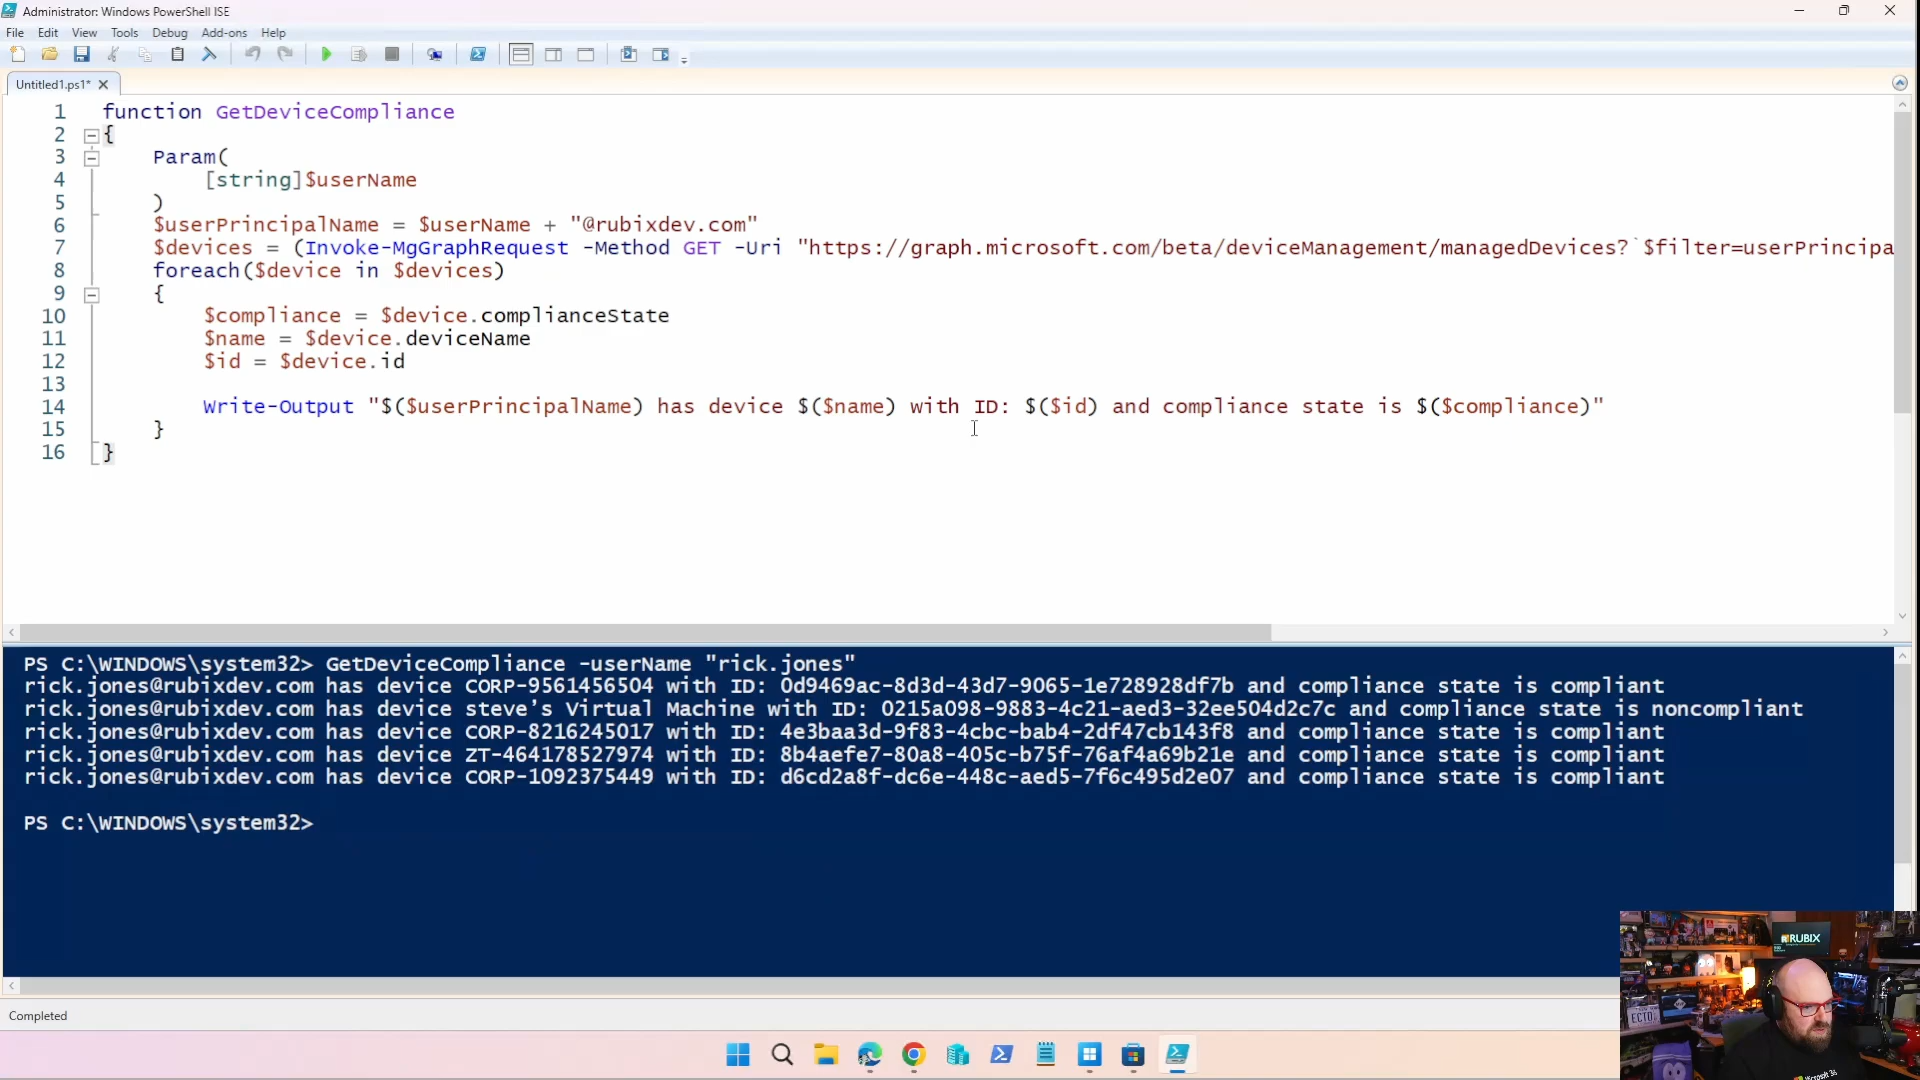 Administrator: Windows PowerShell ISE
File Edit View Tools Debug Add-ons Help
Untitled1.ps1*
1 function GetDeviceCompliance
2 {
3 Param(
4 [string]$userName
5 )
6 $userPrincipalName = $userName + "@rubixdev.com"
7 $devices = (Invoke-MgGraphRequest -Method GET -Uri "https://graph.microsoft.com/beta/deviceManagement/managedDevices?`$filter=userPrincipa
8 foreach($device in $devices)
9 {
10 $compliance = $device.complianceState
11 $name = $device.deviceName
12 $id = $device.id
13
14 Write-Output "$($userPrincipalName) has device $($name) with ID: $($id) and compliance state is $($compliance)"
15 }
16 }
PS C:\WINDOWS\system32> GetDeviceCompliance -userName "rick.jones"
rick.jones@rubixdev.com has device CORP-9561456504 with ID: 0d9469ac-8d3d-43d7-9065-1e728928df7b and compliance state is compliant
rick.jones@rubixdev.com has device steve's Virtual Machine with ID: 0215a098-9883-4c21-aed3-32ee504d2c7c and compliance state is noncompliant
rick.jones@rubixdev.com has device CORP-8216245017 with ID: 4e3baa3d-9f83-4cbc-bab4-2df47cb143f8 and compliance state is compliant
rick.jones@rubixdev.com has device ZT-464178527974 with ID: 8b4aefe7-80a8-405c-b75f-76af4a69b21e and compliance state is compliant
rick.jones@rubixdev.com has device CORP-1092375449 with ID: d6cd2a8f-dc6e-448c-aed5-7f6c495d2e07 and compliance state is compliant
PS C:\WINDOWS\system32>
RUBIX
ECTO
Completed